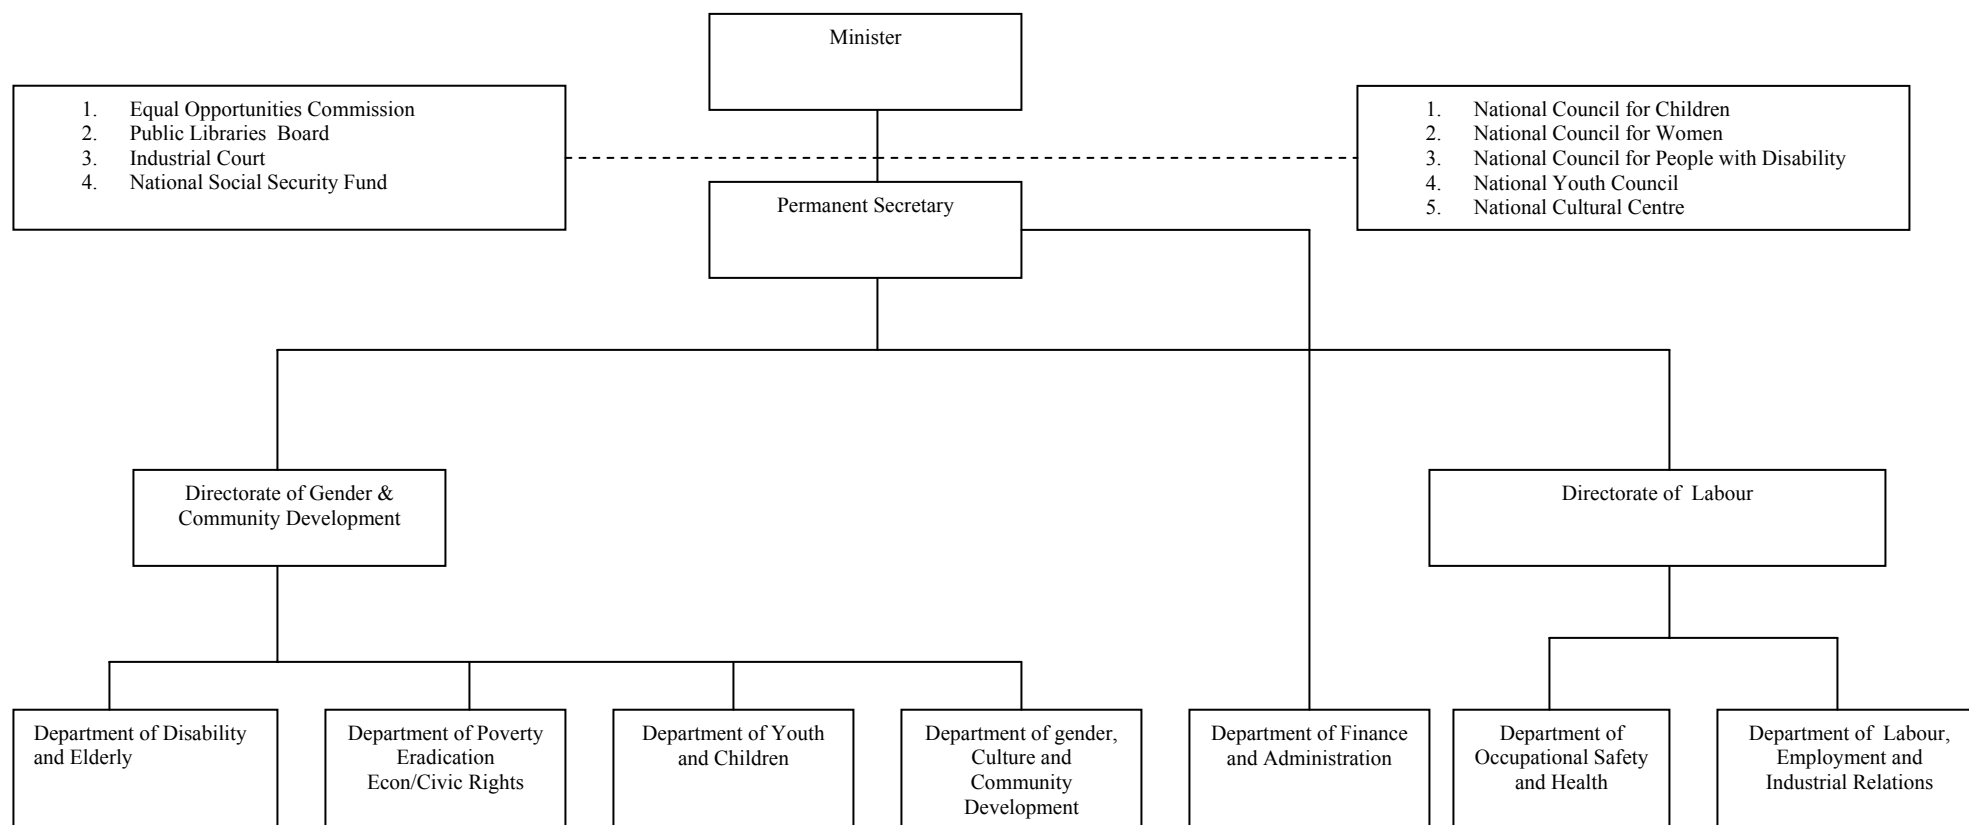 Minister
1. Equal Opportunities Commission
2. Public Libraries Board
3. Industrial Court
4. National Social Security Fund
1. National Council for Children
2. National Council for Women
3. National Council for People with Disability
4. National Youth Council
5. National Cultural Centre
Permanent Secretary
Directorate of Gender &
Community Development
Directorate of Labour
Department of Disability
and Elderly
Department of Poverty
Eradication
Econ/Civic Rights
Department of Youth
and Children
Department of gender,
Culture and
Community
Development
Department of Finance
and Administration
Department of
Occupational Safety
and Health
Department of Labour,
Employment and
Industrial Relations